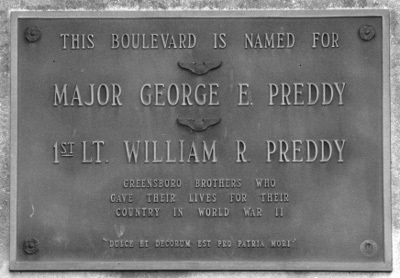 THIS BOULEVARD IS NAMED FOR
MAJOR GEORGE E. PREDDY
1ST LT. WILLIAM R. PREDDY
GREENSBORO BROTHERS WHO
GAVE THEIR LIVES FOR THEIR
COUNTRY IN WORLD WAR II
"DULCE ET DECORUM EST PRO PATRIA MORI"